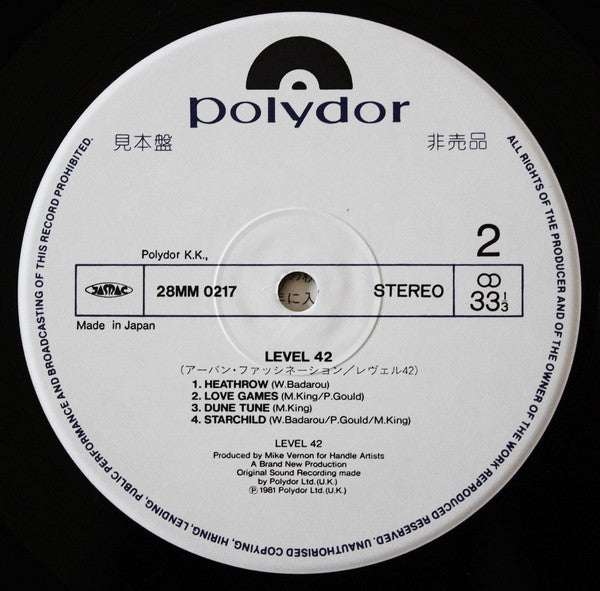 polydor
見本盤
非売品
2
Polydor K.K.,
JASRAC
28MM 0217
STEREO
33 1/3
Made in Japan
LEVEL 42
(アーバン・ファッシネーション/レヴェル42)
1. HEATHROW (W.Badarou)
2. LOVE GAMES (M.King/P.Gould)
3. DUNE TUNE (M.King)
4. STARCHILD (W.Badarou/P.Gould/M.King)
LEVEL 42
Produced by Mike Vernon for Handle Artists
A Brand New Production
Original Sound Recording made
by Polydor Ltd.(U.K.)
Ⓟ 1981 Polydor Ltd.(U.K.)
ALL RIGHTS OF THE PRODUCER AND OF THE OWNER OF THE WORK REPRODUCED RESERVED. UNAUTHORISED COPYING, HIRING, LENDING, PUBLIC PERFORMANCE AND BROADCASTING OF THIS RECORD PROHIBITED.